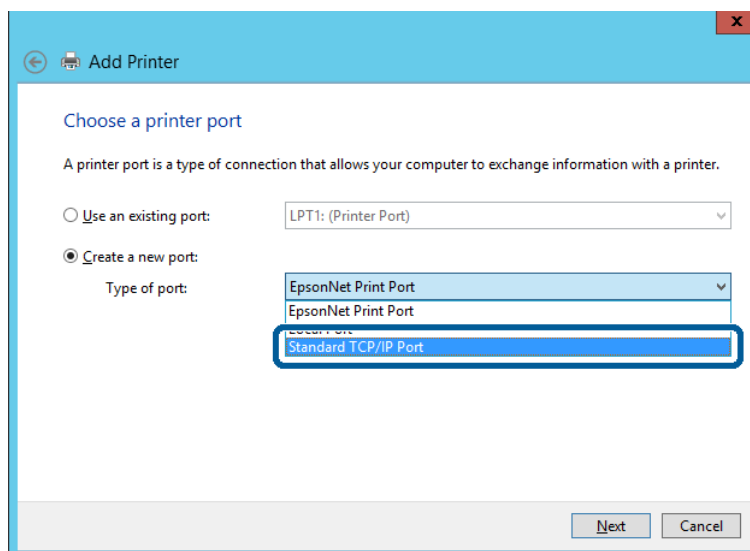 x
Add Printer
Choose a printer port
A printer port is a type of connection that allows your computer to exchange information with a printer.
Use an existing port: LPT1: (Printer Port)
Create a new port:
Type of port: EpsonNet Print Port
EpsonNet Print Port
Local Port
Standard TCP/IP Port
Next Cancel